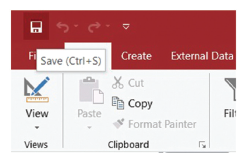 Fi Create External Data
Save (Ctrl+S)
View
Views
Paste
Cut
Copy
Format Painter
Clipboard
Filt